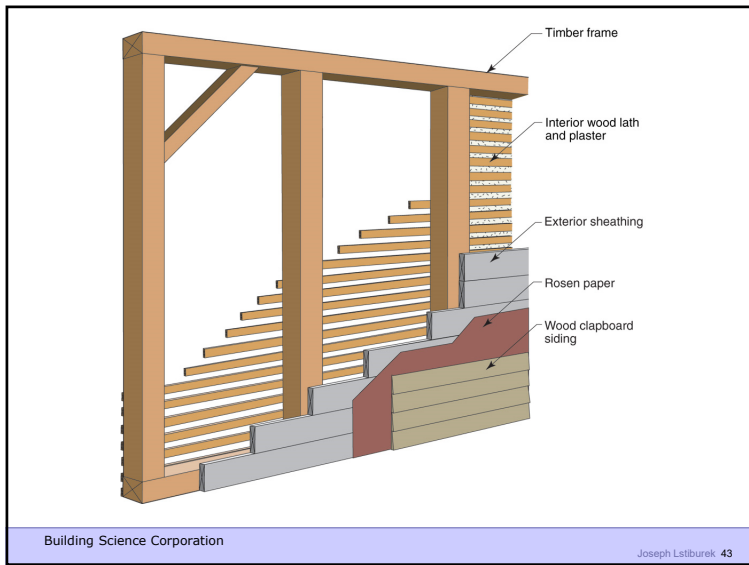 Timber frame
Interior wood lath
and plaster
Exterior sheathing
Rosen paper
Wood clapboard
siding
Building Science Corporation
Joseph Lstiburek 43